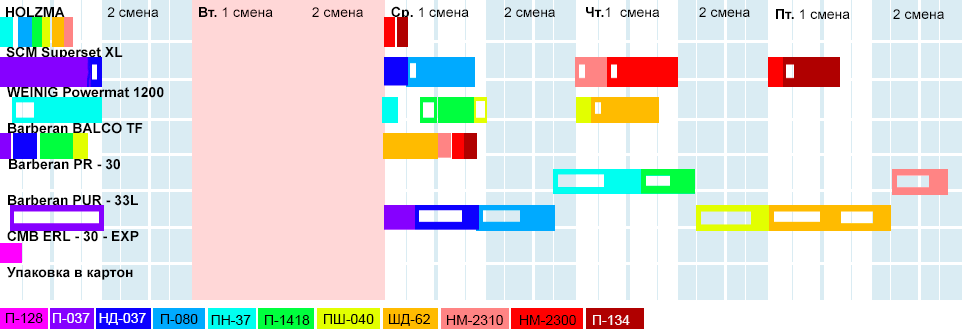 HOLZMA 2 смена Вт. 1 смена 2 смена Ср. 1 смена 2 смена Чт.1 смена 2 смена Пт. 1 смена 2 смена
SCM Superset XL
WEINIG Powermat 1200
Barberan BALCO TF
Barberan PR - 30
Barberan PUR - 33L
CMB ERL - 30 - EXP
Упаковка в картон
П-128 П-037 НД-037 П-080 ПН-37 П-1418 ПШ-040 ШД-62 НМ-2310 НМ-2300 П-134